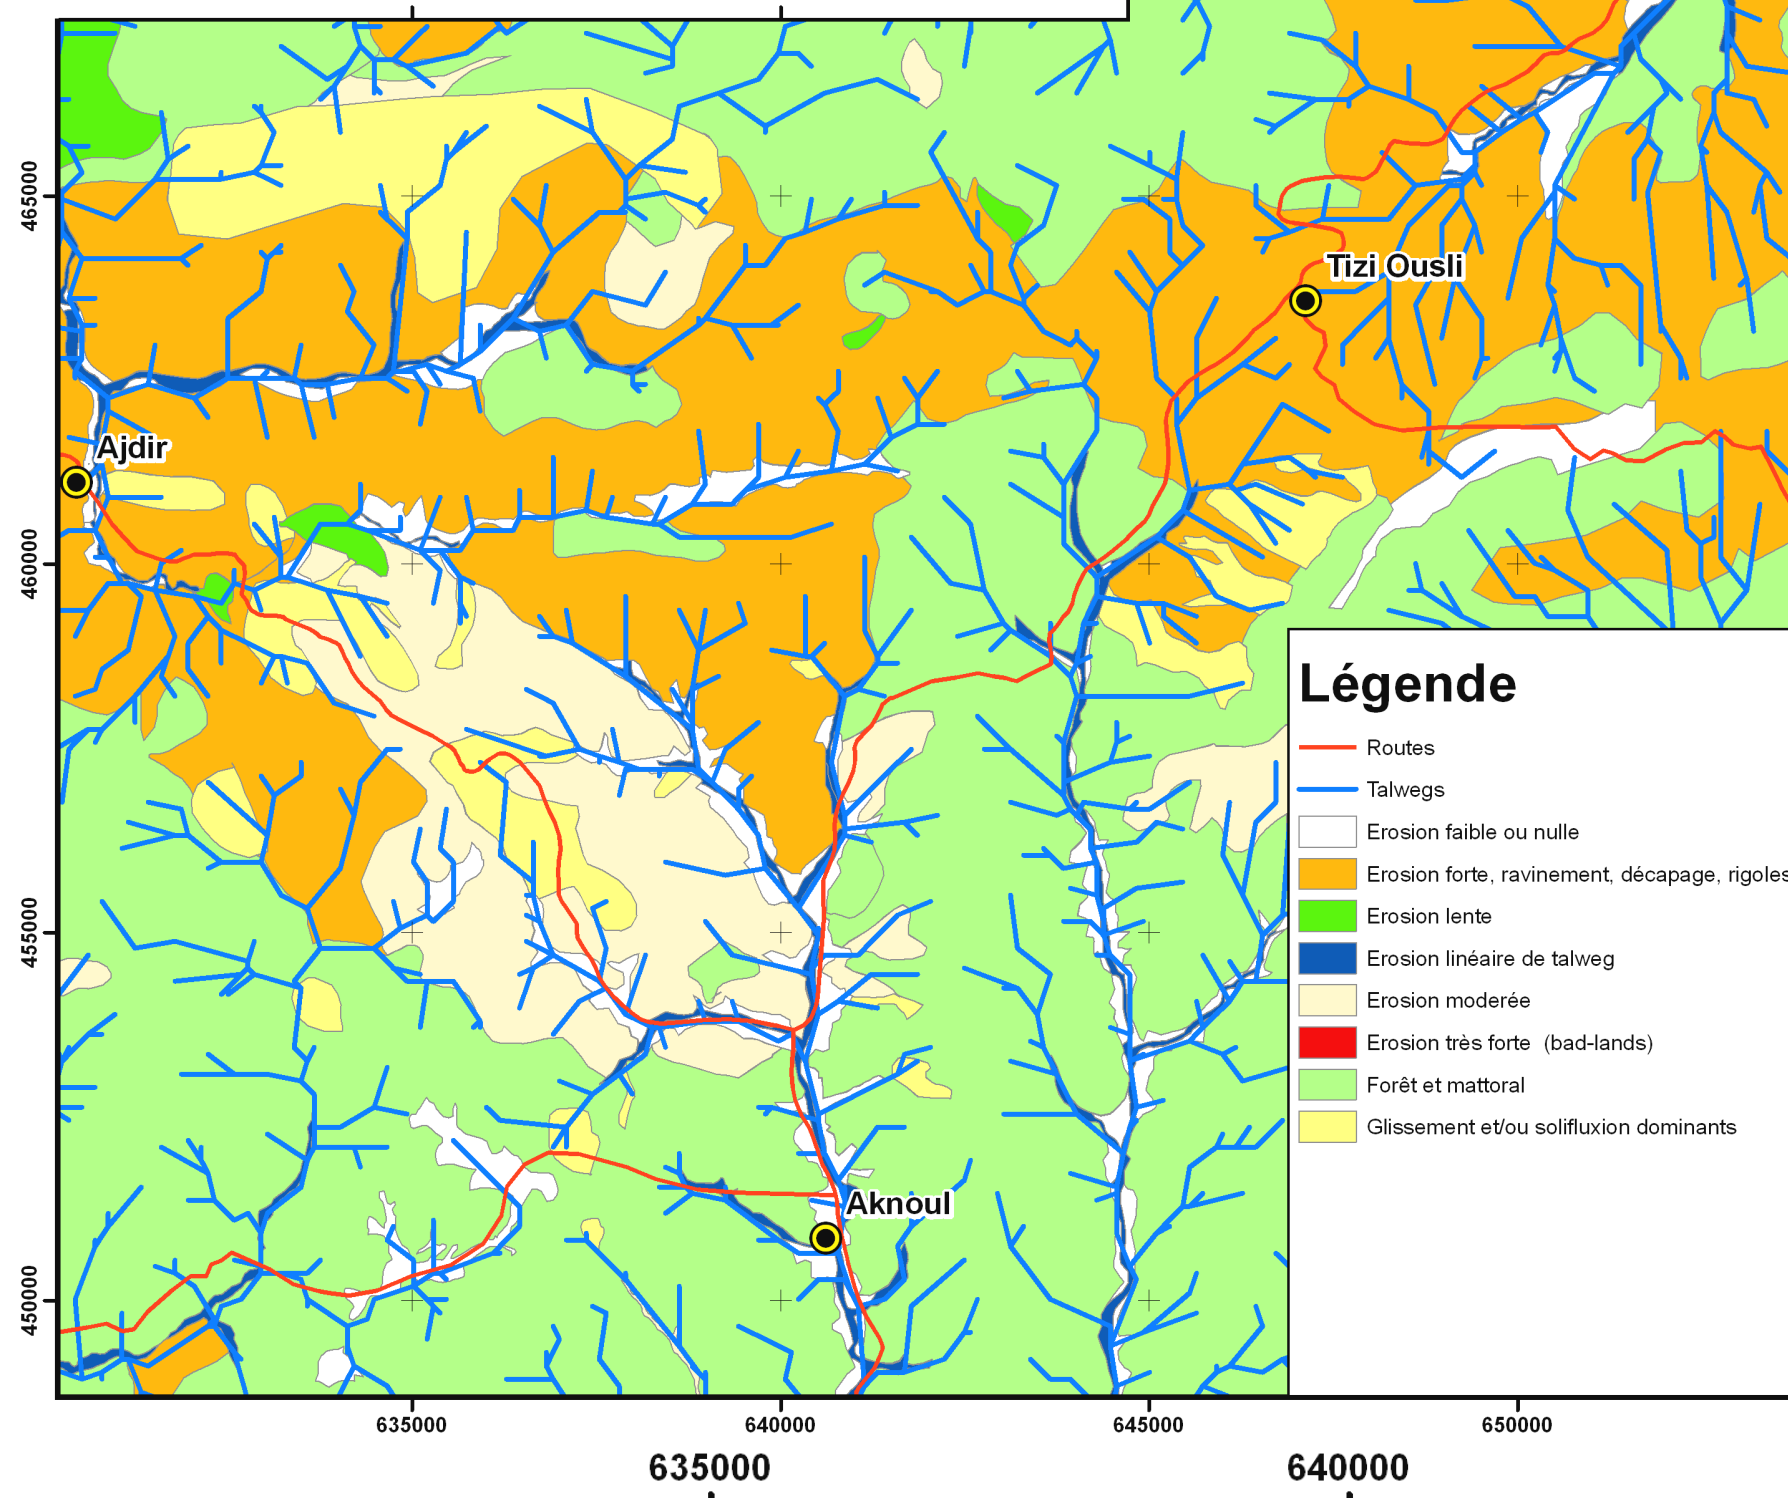 465000
Tizi Ousli
Ajdir
460000
Légende
Routes
Talwegs
Erosion faible ou nulle
Erosion forte, ravinement, décapage, rigoles
Erosion lente
455000
Erosion linéaire de talweg
Erosion moderée
Erosion très forte (bad-lands)
Forêt et mattoral
Glissement et/ou solifluxion dominants
Aknoul
450000
635000 640000 645000 650000
635000 640000